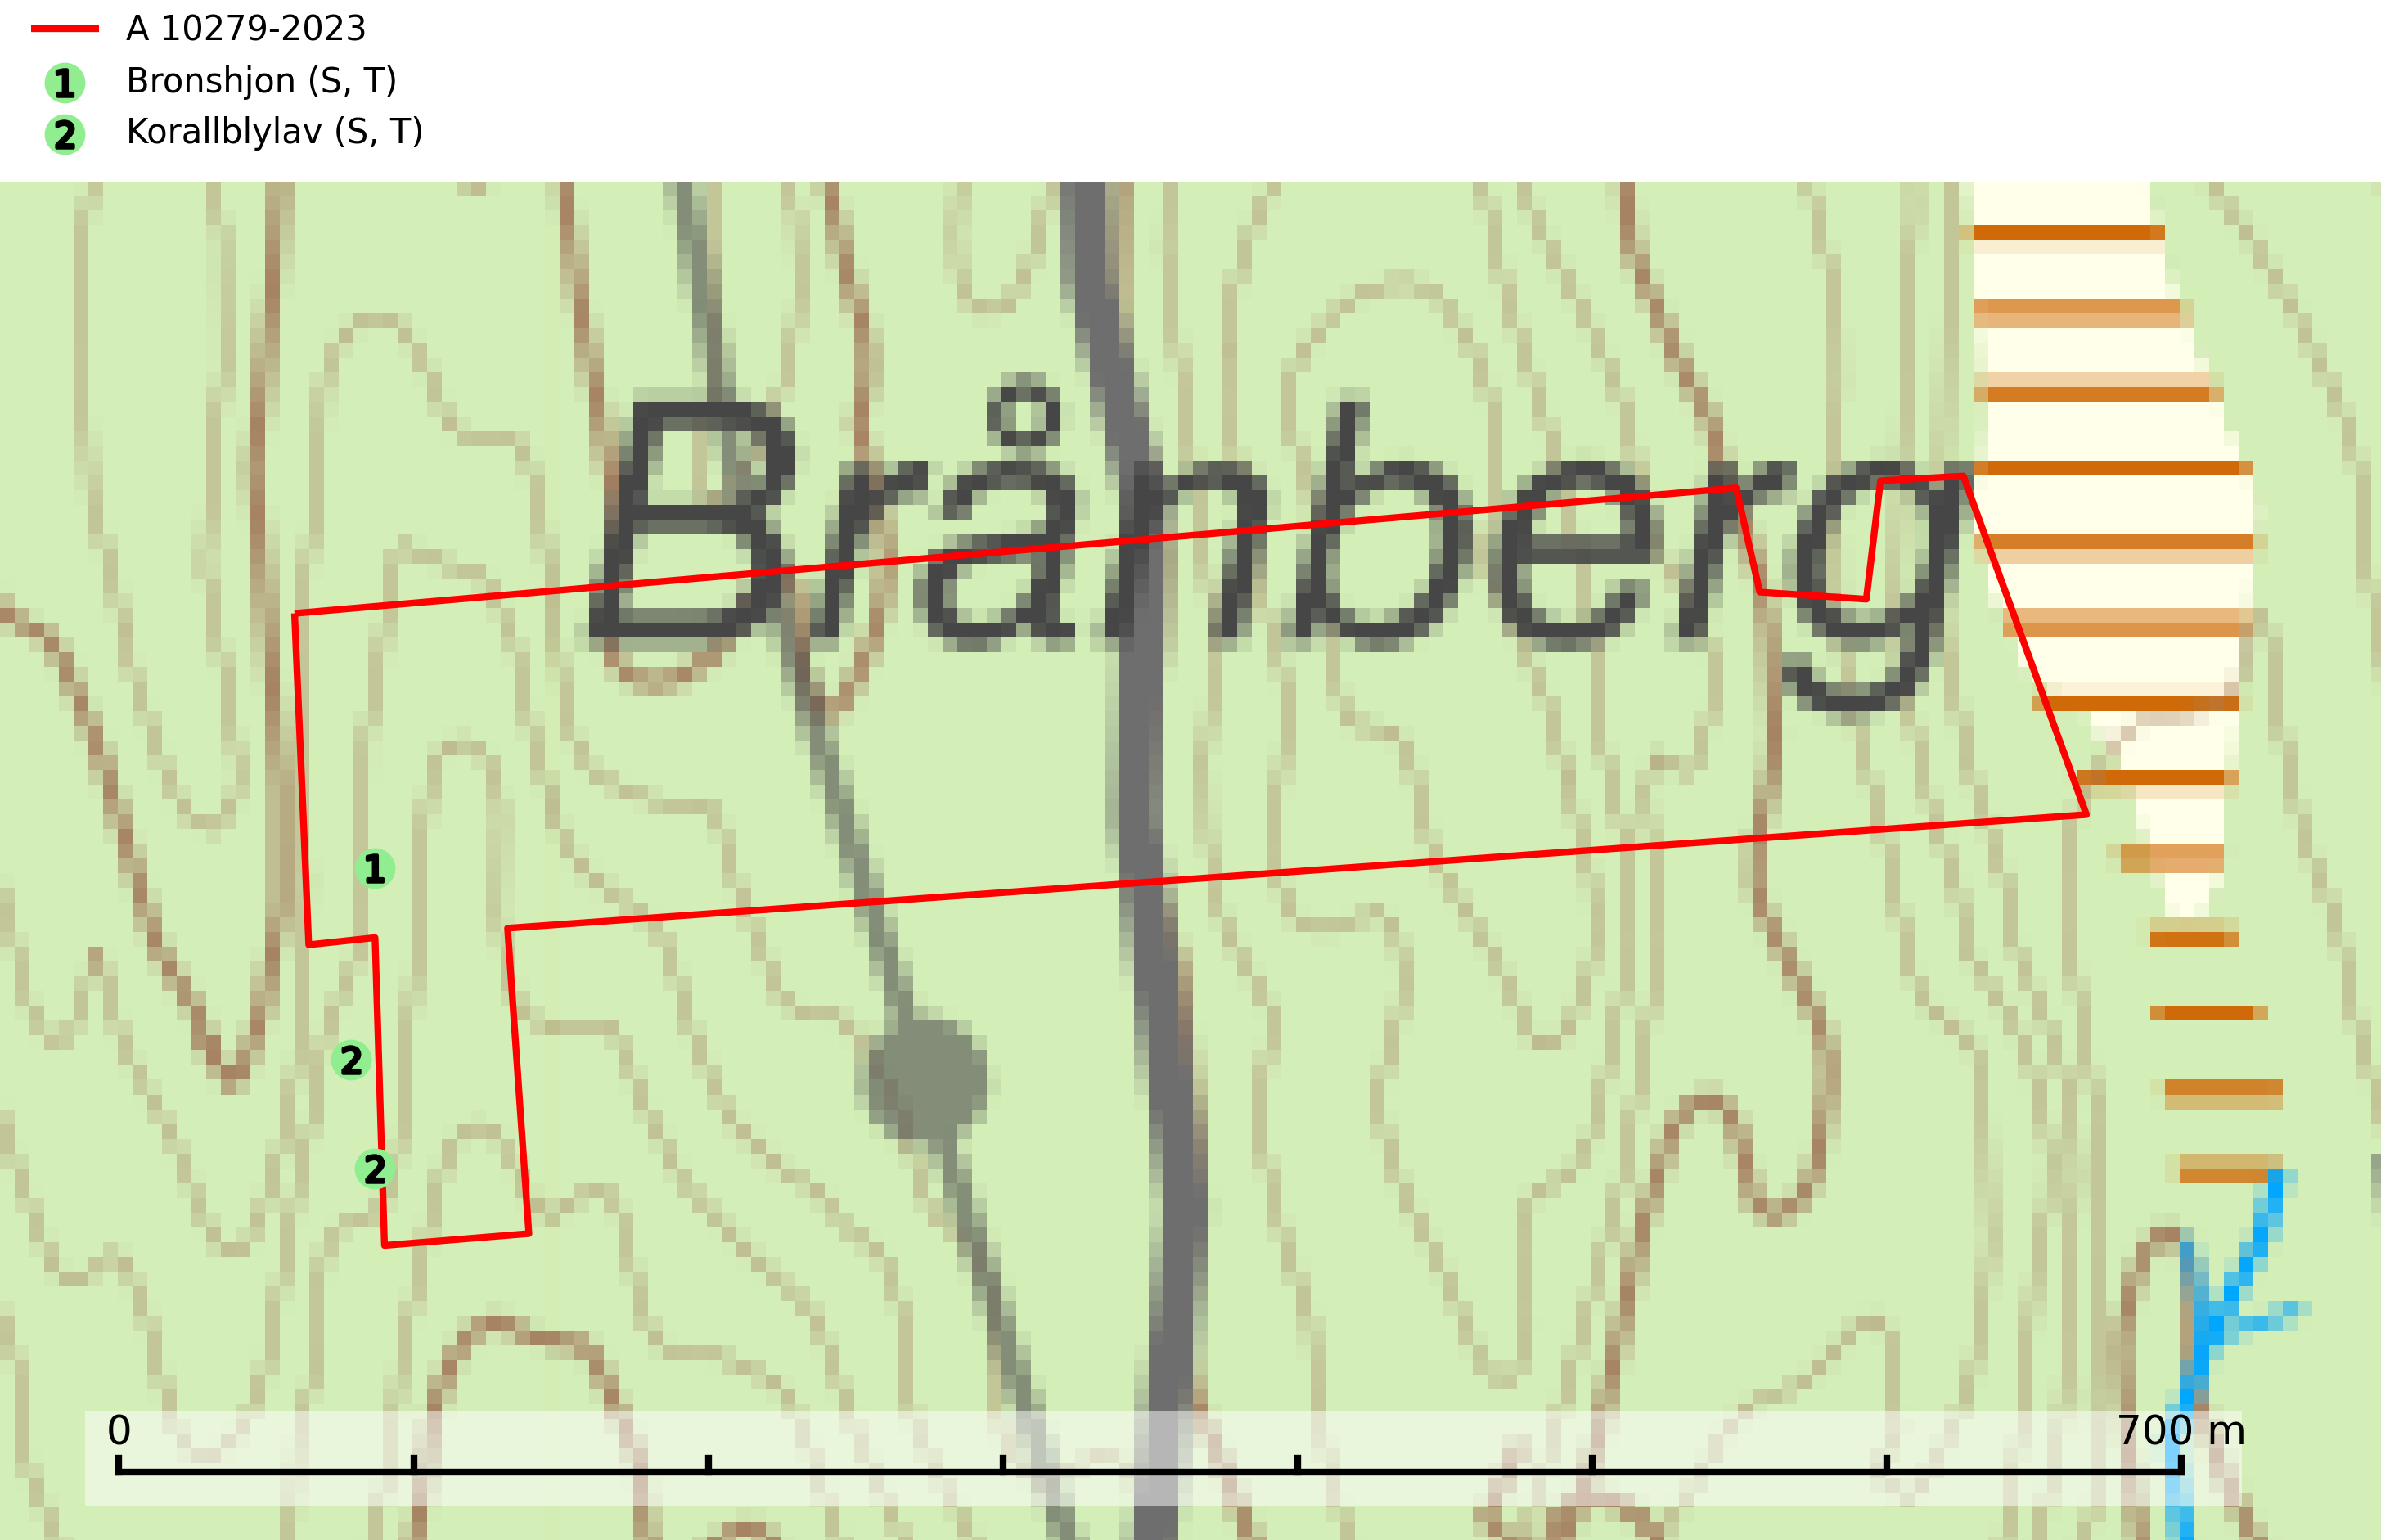 A 10279-2023
1 Bronshjon (S, T)
2 Korallblylav (S, T)
Brånberg
1
2
2
0 700 m